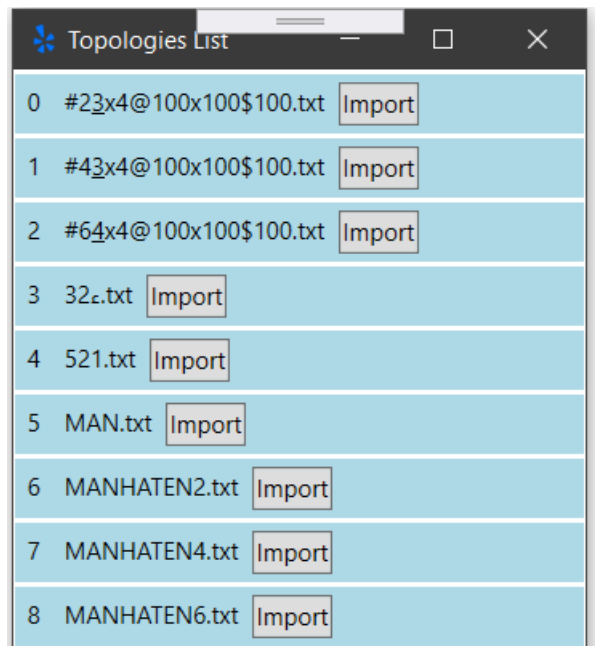 Topologies List
0 #23x4@100x100$100.txt Import
1 #43x4@100x100$100.txt Import
2 #64x4@100x100$100.txt Import
3 .txt Import
4 521.txt Import
5 MAN.txt Import
6 MANHATEN2.txt Import
7 MANHATEN4.txt Import
8 MANHATEN6.txt Import